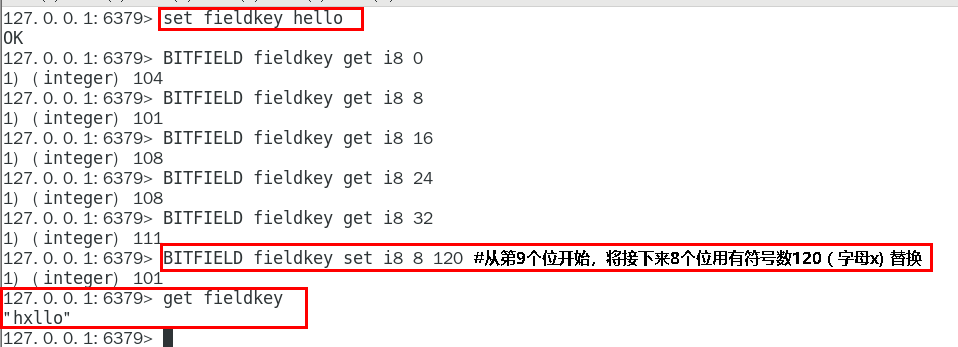 127.0.0.1:6379> set fieldkey hello
OK
127.0.0.1:6379> BITFIELD fieldkey get i8 0
1) (integer) 104
127.0.0.1:6379> BITFIELD fieldkey get i8 8
1) (integer) 101
127.0.0.1:6379> BITFIELD fieldkey get i8 16
1) (integer) 108
127.0.0.1:6379> BITFIELD fieldkey get i8 24
1) (integer) 108
127.0.0.1:6379> BITFIELD fieldkey get i8 32
1) (integer) 111
127.0.0.1:6379> BITFIELD fieldkey set i8 8 120 #从第9个位开始，将接下来8个位用有符号数120（字母x) 替换
1) (integer) 101
127.0.0.1:6379> get fieldkey
"hxllo"
127.0.0.1:6379>